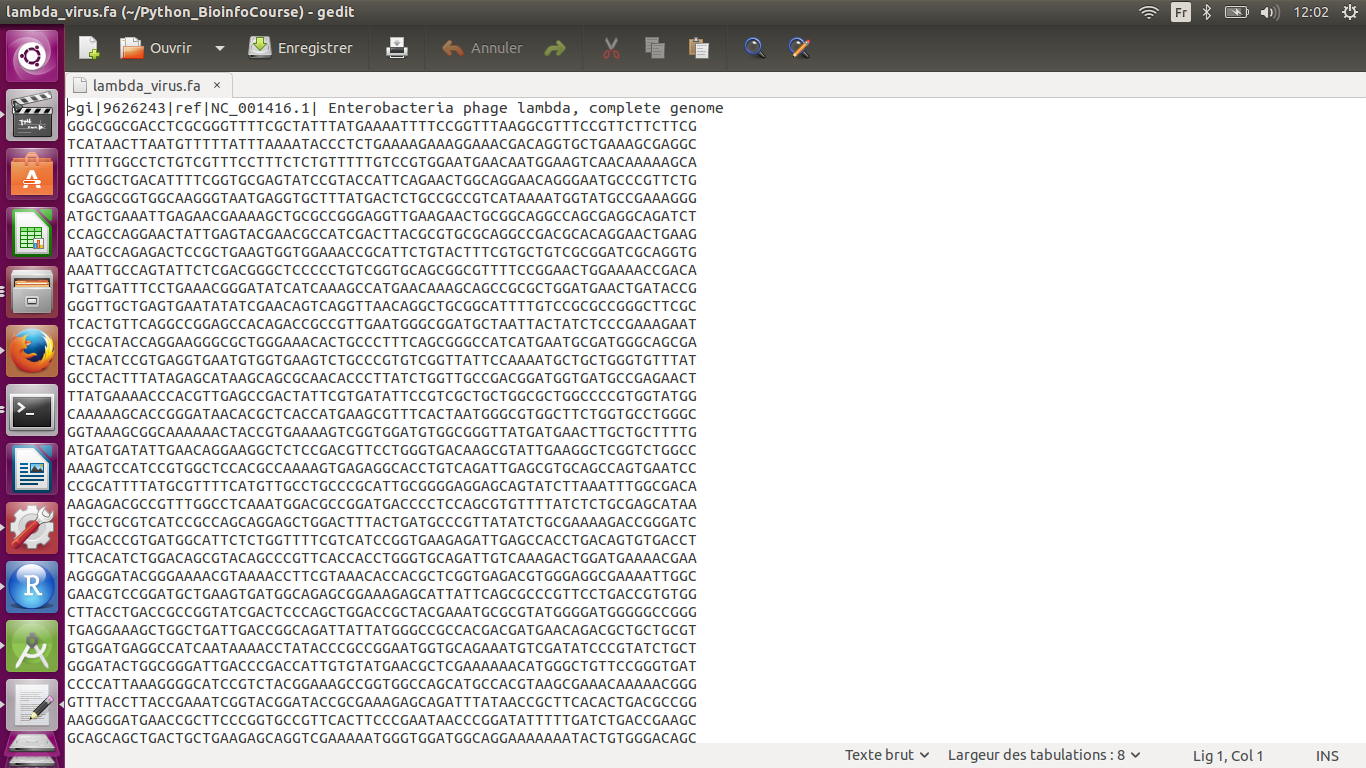 lambda_virus.fa (~/Python_BioinfoCourse) - gedit
Fr
12:02
Ouvrir
Enregistrer
Annuler
lambda_virus.fa ×
>gi|9626243|ref|NC_001416.1| Enterobacteria phage lambda, complete genome
GGGCGGCGACCTCGCGGGTTTTCGCTATTTATGAAAATTTTCCGGTTTAAGGCGTTTCCGTTCTTCTTCG
TCATAACTTAATGTTTTTATTTAAAATACCCTCTGAAAAGAAAGGAAACGACAGGTGCTGAAAGCGAGGC
TTTTTGGCCTCTGTCGTTTCCTTTCTCTGTTTTTGTCCGTGGAATGAACAATGGAAGTCAACAAAAAGCA
GCTGGCTGACATTTTCGGTGCGAGTATCCGTACCATTCAGAACTGGCAGGAACAGGGAATGCCCGTTCTG
CGAGGCGGTGGCAAGGGTAATGAGGTGCTTTATGACTCTGCCGCCGTCATAAAATGGTATGCCGAAAGGG
ATGCTGAAATTGAGAACGAAAAGCTGCGCCGGGAGGTTGAAGAACTGCGGCAGGCCAGCGAGGCAGATCT
CCAGCCAGGAACTATTGAGTACGAACGCCATCGACTTACGCGTGCGCAGGCCGACGCACAGGAACTGAAG
AATGCCAGAGACTCCGCTGAAGTGGTGGAAACCGCATTCTGTACTTTCGTGCTGTCGCGGATCGCAGGTG
AAATTGCCAGTATTCTCGACGGGCTCCCCCTGTCGGTGCAGCGGCGTTTTCCGGAACTGGAAAACCGACA
TGTTGATTTCCTGAAACGGGATATCATCAAAGCCATGAACAAAGCAGCCGCGCTGGATGAACTGATACCG
GGGTTGCTGAGTGAATATATCGAACAGTCAGGTTAACAGGCTGCGGCATTTTGTCCGCGCCGGGCTTCGC
TCACTGTTCAGGCCGGAGCCACAGACCGCCGTTGAATGGGCGGATGCTAATTACTATCTCCCGAAAGAAT
CCGCATACCAGGAAGGGCGCTGGGAAACACTGCCCTTTCAGCGGGCCATCATGAATGCGATGGGCAGCGA
CTACATCCGTGAGGTGAATGTGGTGAAGTCTGCCCGTGTCGGTTATTCCAAAATGCTGCTGGGTGTTTAT
GCCTACTTTATAGAGCATAAGCAGCGCAACACCCTTATCTGGTTGCCGACGGATGGTGATGCCGAGAACT
TTATGAAAACCCACGTTGAGCCGACTATTCGTGATATTCCGTCGCTGCTGGCGCTGGCCCCGTGGTATGG
CAAAAAGCACCGGGATAACACGCTCACCATGAAGCGTTTCACTAATGGGCGTGGCTTCTGGTGCCTGGGC
GGTAAAGCGGCAAAAAACTACCGTGAAAAGTCGGTGGATGTGGCGGGTTATGATGAACTTGCTGCTTTTG
ATGATGATATTGAACAGGAAGGCTCTCCGACGTTCCTGGGTGACAAGCGTATTGAAGGCTCGGTCTGGCC
AAAGTCCATCCGTGGCTCCACGCCAAAAGTGAGAGGCACCTGTCAGATTGAGCGTGCAGCCAGTGAATCC
CCGCATTTTATGCGTTTTCATGTTGCCTGCCCGCATTGCGGGGAGGAGCAGTATCTTAAATTTGGCGACA
AAGAGACGCCGTTTGGCCTCAAATGGACGCCGGATGACCCCTCCAGCGTGTTTTATCTCTGCGAGCATAA
TGCCTGCGTCATCCGCCAGCAGGAGCTGGACTTTACTGATGCCCGTTATATCTGCGAAAAGACCGGGATC
TGGACCCGTGATGGCATTCTCTGGTTTTCGTCATCCGGTGAAGAGATTGAGCCACCTGACAGTGTGACCT
TTCACATCTGGACAGCGTACAGCCCGTTCACCACCTGGGTGCAGATTGTCAAAGACTGGATGAAAACGAA
AGGGGATACGGGAAAACGTAAAACCTTCGTAAACACCACGCTCGGTGAGACGTGGGAGGCGAAAATTGGC
GAACGTCCGGATGCTGAAGTGATGGCAGAGCGGAAAGAGCATTATTCAGCGCCCGTTCCTGACCGTGTGG
CTTACCTGACCGCCGGTATCGACTCCCAGCTGGACCGCTACGAAATGCGCGTATGGGGATGGGGGCCGGG
TGAGGAAAGCTGGCTGATTGACCGGCAGATTATTATGGGCCGCCACGACGATGAACAGACGCTGCTGCGT
GTGGATGAGGCCATCAATAAAACCTATACCCGCCGGAATGGTGCAGAAATGTCGATATCCCGTATCTGCT
GGGATACTGGCGGGATTGACCCGACCATTGTGTATGAACGCTCGAAAAAACATGGGCTGTTCCGGGTGAT
CCCCATTAAAGGGGCATCCGTCTACGGAAAGCCGGTGGCCAGCATGCCACGTAAGCGAAACAAAAACGGG
GTTTACCTTACCGAAATCGGTACGGATACCGCGAAAGAGCAGATTTATAACCGCTTCACACTGACGCCGG
AAGGGGATGAACCGCTTCCCGGTGCCGTTCACTTCCCGAATAACCCGGATATTTTTGATCTGACCGAAGC
GCAGCAGCTGACTGCTGAAGAGCAGGTCGAAAAATGGGTGGATGGCAGGAAAAAAATACTGTGGGACAGC
Texte brut
Largeur des tabulations : 8
Lig 1, Col 1
INS